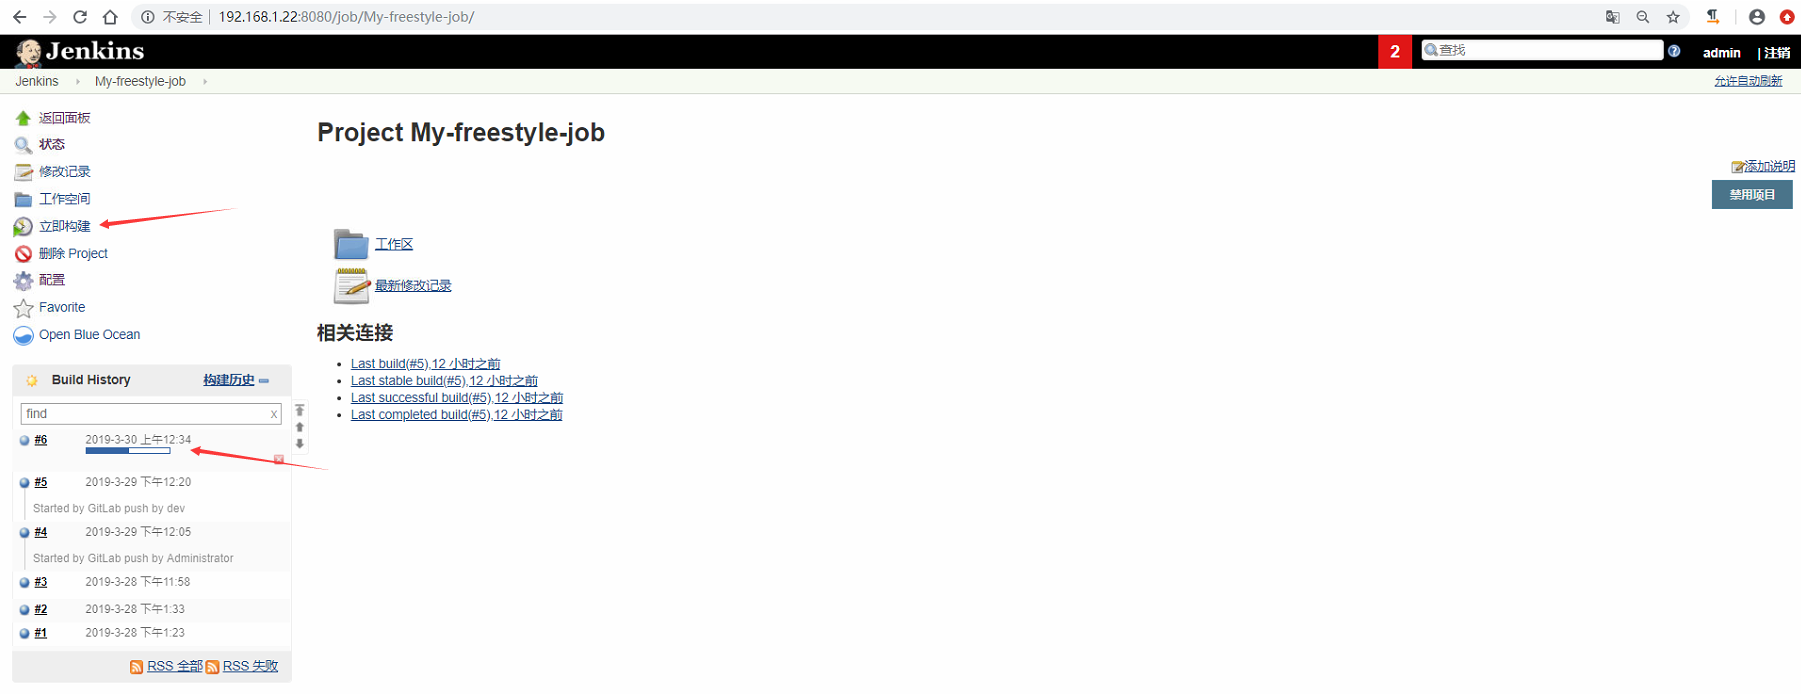 不安全 192.168.1.22:8080/job/My-freestyle-job/
Jenkins
2
查找
admin
| 注销
Jenkins
My-freestyle-job
允许自动刷新
返回面板
状态
修改记录
工作空间
立即构建
删除 Project
配置
Favorite
Open Blue Ocean
Project My-freestyle-job
添加说明
禁用项目
工作区
最新修改记录
相关连接
Last build(#5),12 小时之前
Last stable build(#5),12 小时之前
Last successful build(#5),12 小时之前
Last completed build(#5),12 小时之前
Build History
构建历史
find
x
#6 2019-3-30 上午12:34
#5 2019-3-29 下午12:20
Started by GitLab push by dev
#4 2019-3-29 下午12:05
Started by GitLab push by Administrator
#3 2019-3-28 下午11:58
#2 2019-3-28 下午1:33
#1 2019-3-28 下午1:23
RSS 全部 RSS 失败